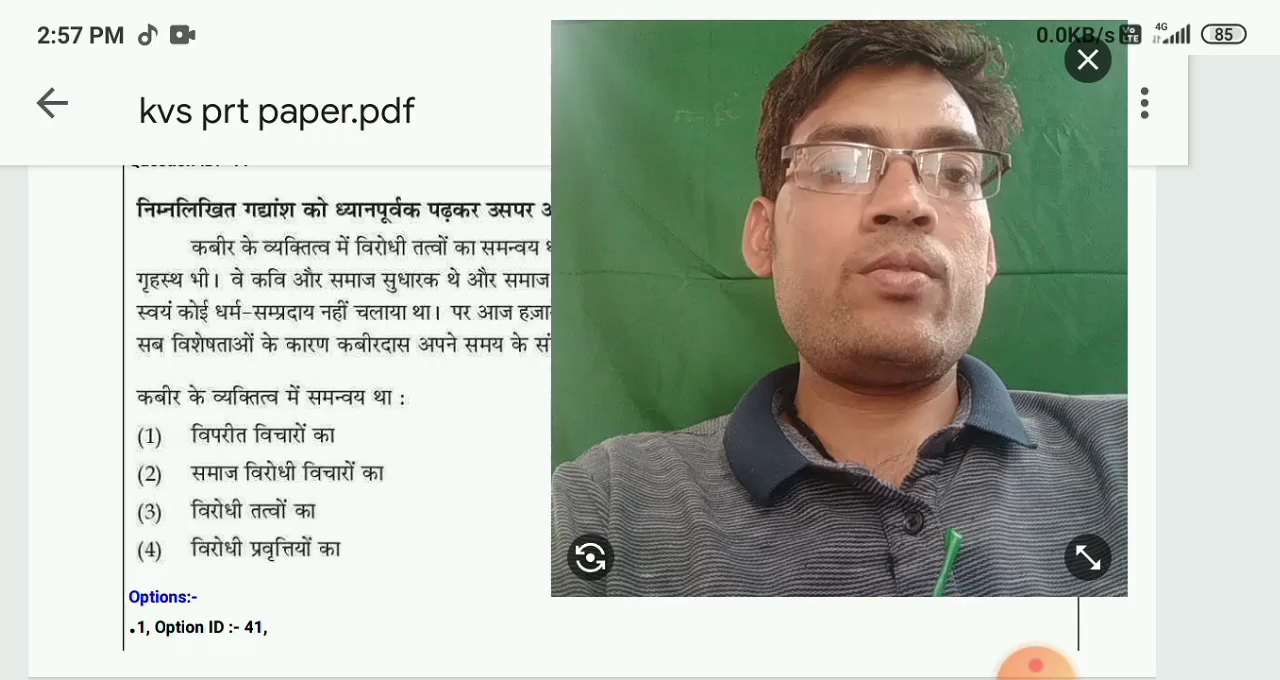 2:57 PM
0.0KB/s VO LTE 4G 85
kvs prt paper.pdf
निम्नलिखित गद्यांश को ध्यानपूर्वक पढ़कर उसपर
कबीर के व्यक्तित्व में विरोधी तत्वों का समन्वय
गृहस्थ भी। वे कवि और समाज सुधारक थे और समाज
स्वयं कोई धर्म-सम्प्रदाय नहीं चलाया था। पर आज
सब विशेषताओं के कारण कबीरदास अपने समय के
कबीर के व्यक्तित्व में समन्वय था :
(1) विपरीत विचारों का
(2) समाज विरोधी विचारों का
(3) विरोधी तत्वों का
(4) विरोधी प्रवृत्तियों का
Options:-
.1, Option ID :- 41,